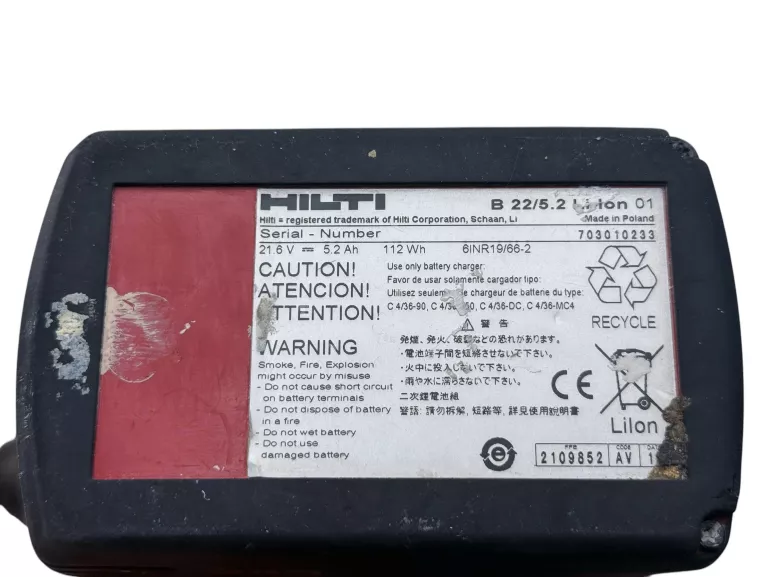 HILTI
B 22/5.2 Li-Ion 01
Hilti = registered trademark of Hilti Corporation, Schaan, Li
Made in Poland
Serial - Number
703010233
21.6 V ⎓ 5.2 Ah 112 Wh 6INR19/66-2
CAUTION!
ATENCION!
ATTENTION!
Use only battery charger:
Favor de usar solamente cargador tipo:
Utilisez seulement de chargeur de batterie du type:
C 4/36-90, C 4/36-DC, C 4/36-MC4
RECYCLE
⚠ 警告
WARNING
Smoke, Fire, Explosion
might occur by misuse
- Do not cause short circuit
on battery terminals
- Do not dispose of battery
in a fire
- Do not wet battery
- Do not use
damaged battery
発煙、発火、破裂などの恐れがあります。
・電池端子間を短絡させないで下さい。
・火中に投入しないで下さい。
・雨や水に濡らさないで下さい。
二次鋰電池組
警語: 請勿拆解, 短路等, 詳見使用說明書
CE
LiIon
e
PPE CODE
2109852 AV